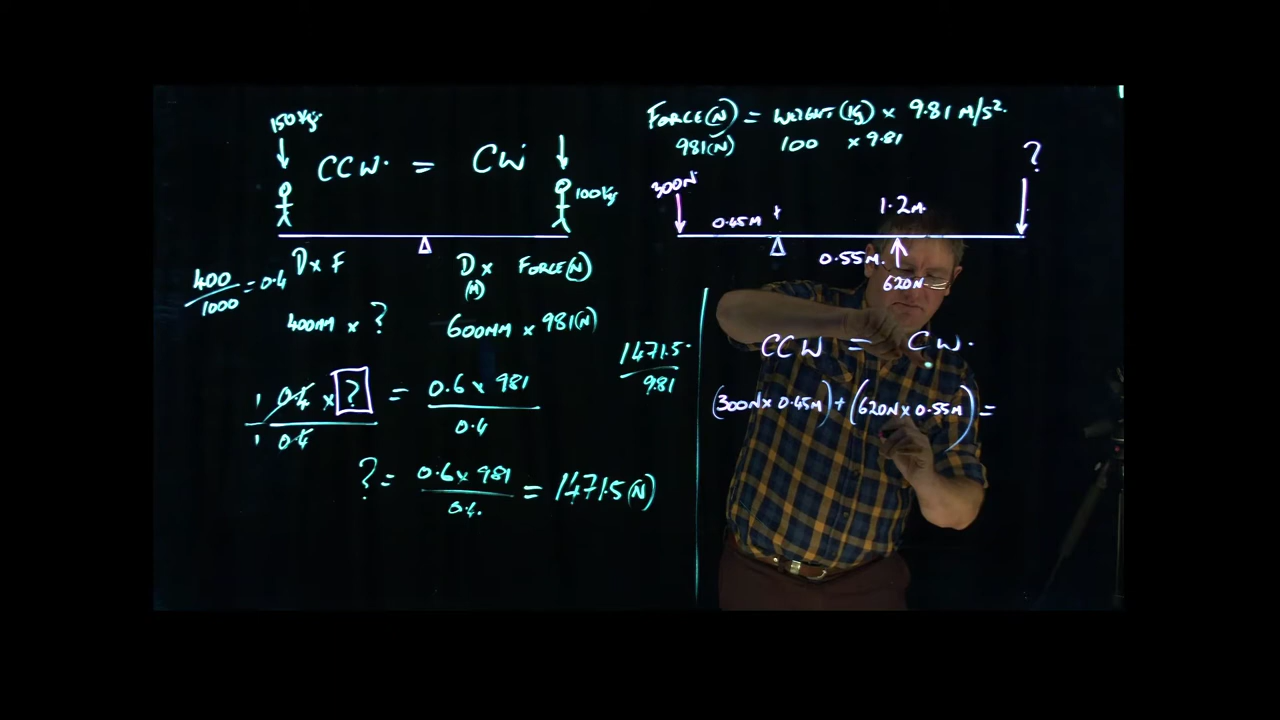 150Kg
CCW. = CW
100Kg
D x F
D x FORCE(N)
(M)
400
1000
= 0.4
400MM x ?
600MM x 981(N)
1 0.4 x ? = 0.6 x 981
1 0.4
0.4
? = 0.6 x 981 = 1471.5(N)
0.4.
1471.5
9.81
FORCE(N) = WEIGHT(Kg) x 9.81 M/S².
981(N) 100 x 9.81
?
300N
0.45M
1.2M
0.55M
620N
CCW = CW.
(300N x 0.45M) + (620N x 0.55M) =